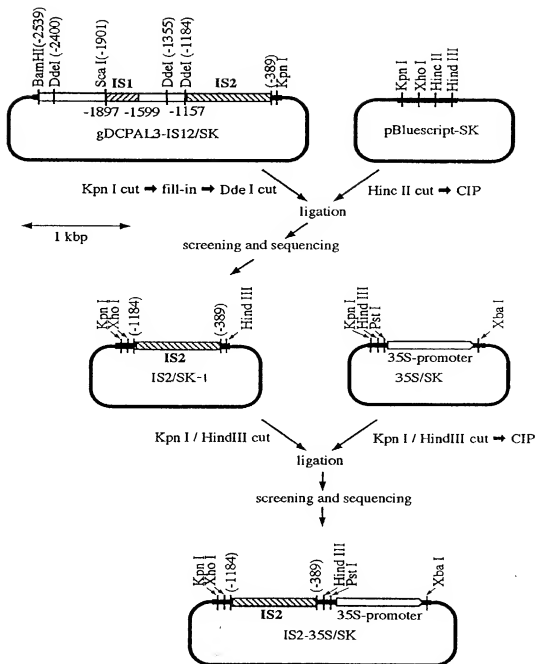 BamHI(-2539)
DdeI (-2400)
Sca I(-1901)
DdeI (-1355)
DdeI (-1184)
(-389)
Kpn I
IS1
IS2
-1897
-1599
-1157
gDCPAL3-IS12/SK
Kpn I
Xho I
Hinc II
Hind III
pBluescript-SK
Kpn I cut ➡ fill-in ➡ Dde I cut
Hinc II cut ➡ CIP
ligation
1 kbp
screening and sequencing
Kpn I
Xho I
(-1184)
(-389)
Hind III
IS2
IS2/SK-1
Kpn I
Hind III
Pst I
Xba I
35S-promoter
35S/SK
Kpn I / HindIII cut
Kpn I / HindIII cut ➡ CIP
ligation
screening and sequencing
Kpn I
Xho I
(-1184)
(-389)
Hind III
Pst I
Xba I
IS2
35S-promoter
IS2-35S/SK